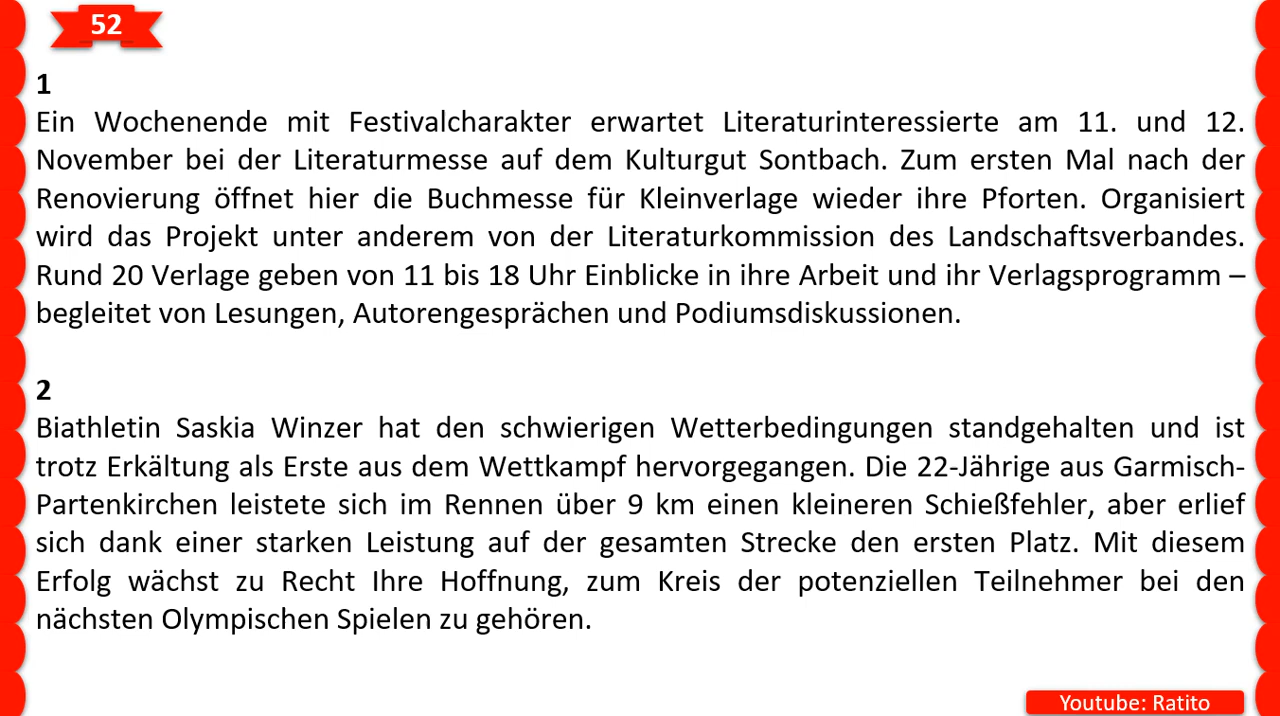 52
1
Ein Wochenende mit Festivalcharakter erwartet Literaturinteressierte am 11. und 12.
November bei der Literaturmesse auf dem Kulturgut Sontbach. Zum ersten Mal nach der
Renovierung öffnet hier die Buchmesse für Kleinverlage wieder ihre Pforten. Organisiert
wird das Projekt unter anderem von der Literaturkommission des Landschaftsverbandes.
Rund 20 Verlage geben von 11 bis 18 Uhr Einblicke in ihre Arbeit und ihr Verlagsprogramm –
begleitet von Lesungen, Autorengesprächen und Podiumsdiskussionen.
2
Biathletin Saskia Winzer hat den schwierigen Wetterbedingungen standgehalten und ist
trotz Erkältung als Erste aus dem Wettkampf hervorgegangen. Die 22-Jährige aus Garmisch-
Partenkirchen leistete sich im Rennen über 9 km einen kleineren Schießfehler, aber erlief
sich dank einer starken Leistung auf der gesamten Strecke den ersten Platz. Mit diesem
Erfolg wächst zu Recht Ihre Hoffnung, zum Kreis der potenziellen Teilnehmer bei den
nächsten Olympischen Spielen zu gehören.
Youtube: Ratito